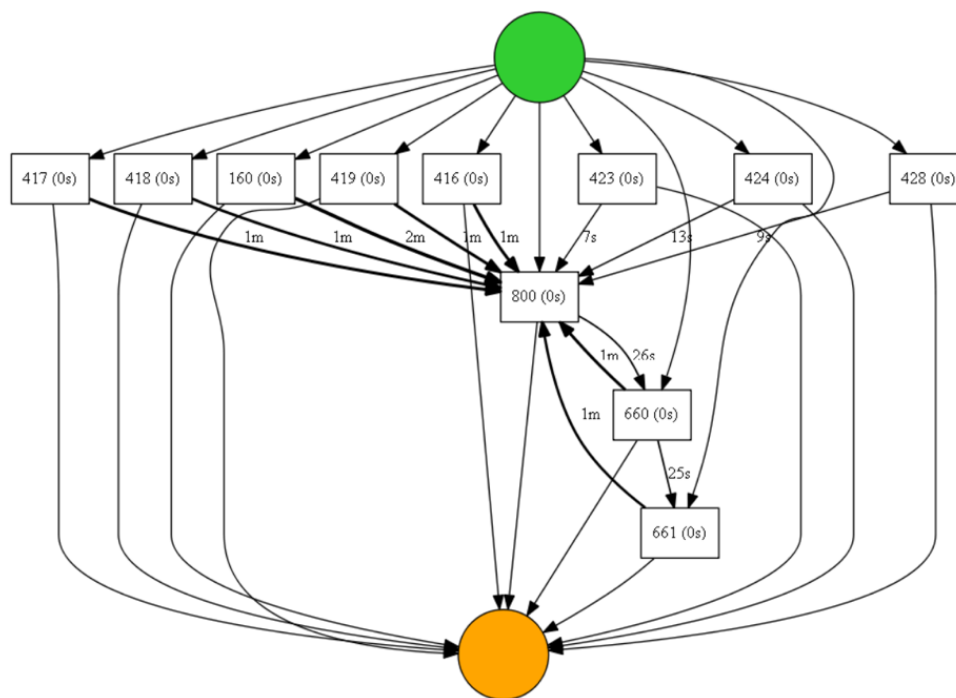 417 (0s) 418 (0s) 160 (0s) 419 (0s) 416 (0s) 423 (0s) 424 (0s) 428 (0s)
1m 1m 2m 1m 1m 7s 13s 9s
800 (0s)
1m 26s
660 (0s)
1m
25s
661 (0s)